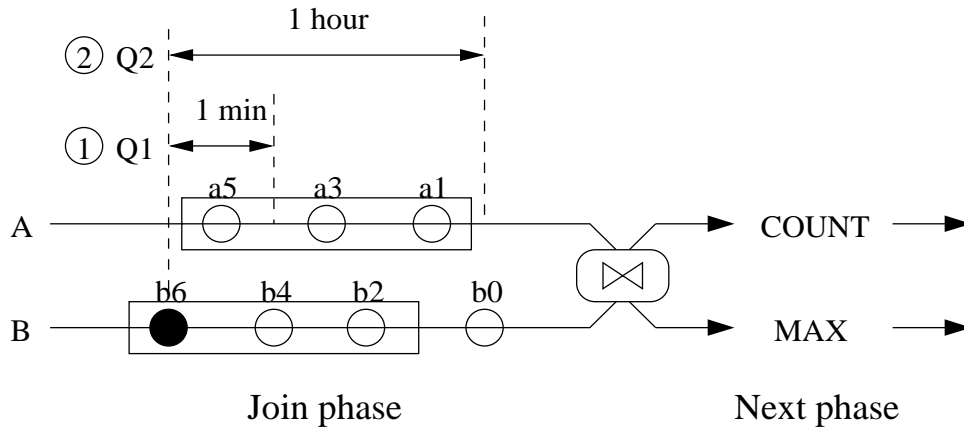 1 hour
2 Q2
1 min
1 Q1
a5 a3 a1
A COUNT
b6 b4 b2 b0
B MAX
Join phase Next phase